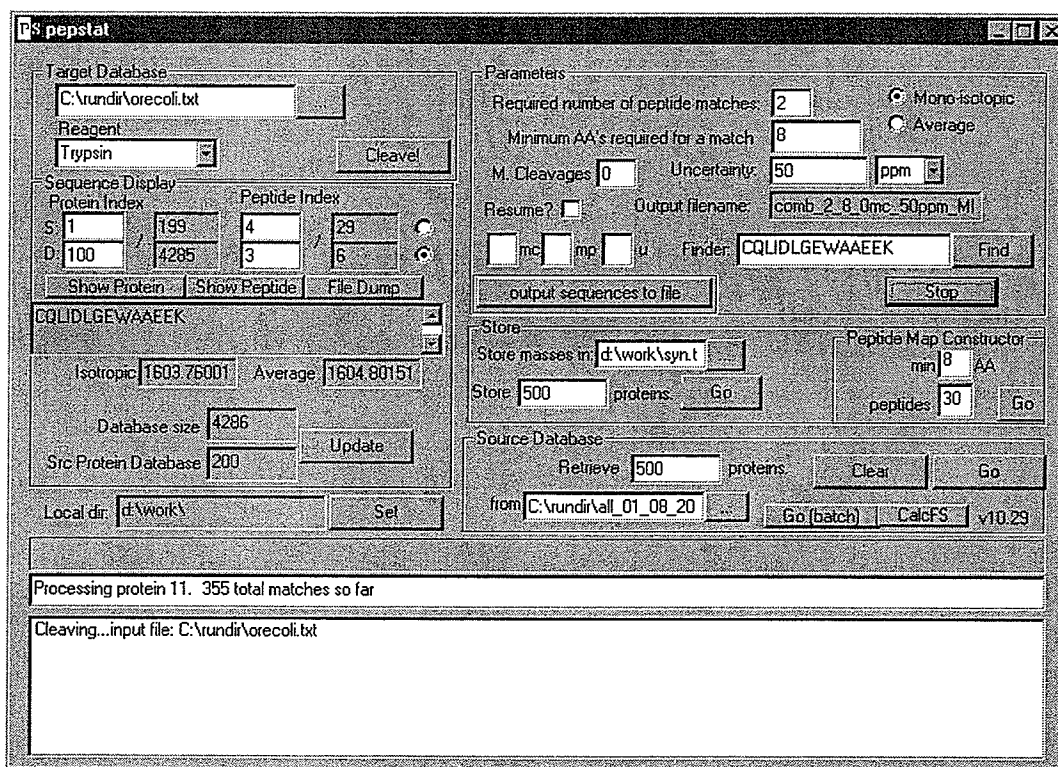 PS pepstat
Target Database
C:\rundir\orecoli.txt
...
Reagent
Trypsin
Cleave!
Sequence Display
Protein Index
Peptide Index
S 1 / 199 4 / 29
D 100 4285 3 6
Show Protein Show Peptide File Dump
CQLIDLGEWAAEEK
Isotropic 1603.76001 Average 1604.80151
Database size 4286
Src Protein Database 200
Update
Local dir: d:\work\ Set
Parameters
Required number of peptide matches: 2
Mono-isotopic
Minimum AA's required for a match 8
Average
M. Cleavages 0 Uncertainty: 50 ppm
Resume? Output filename: comb_2_8_0mc_50ppm_MI
mc mp u Finder: CQLIDLGEWAAEEK Find
output sequences to file Stop
Store
Store masses in: d:\work\syn.t ...
Store 500 proteins. Go
Peptide Map Constructor
min 8 AA
peptides 30 Go
Source Database
Retrieve 500 proteins. Clear Go
from C:\rundir\all_01_08_20 ... Go (batch) CalcFS v10.29
Processing protein 11. 355 total matches so far
Cleaving...input file: C:\rundir\orecoli.txt